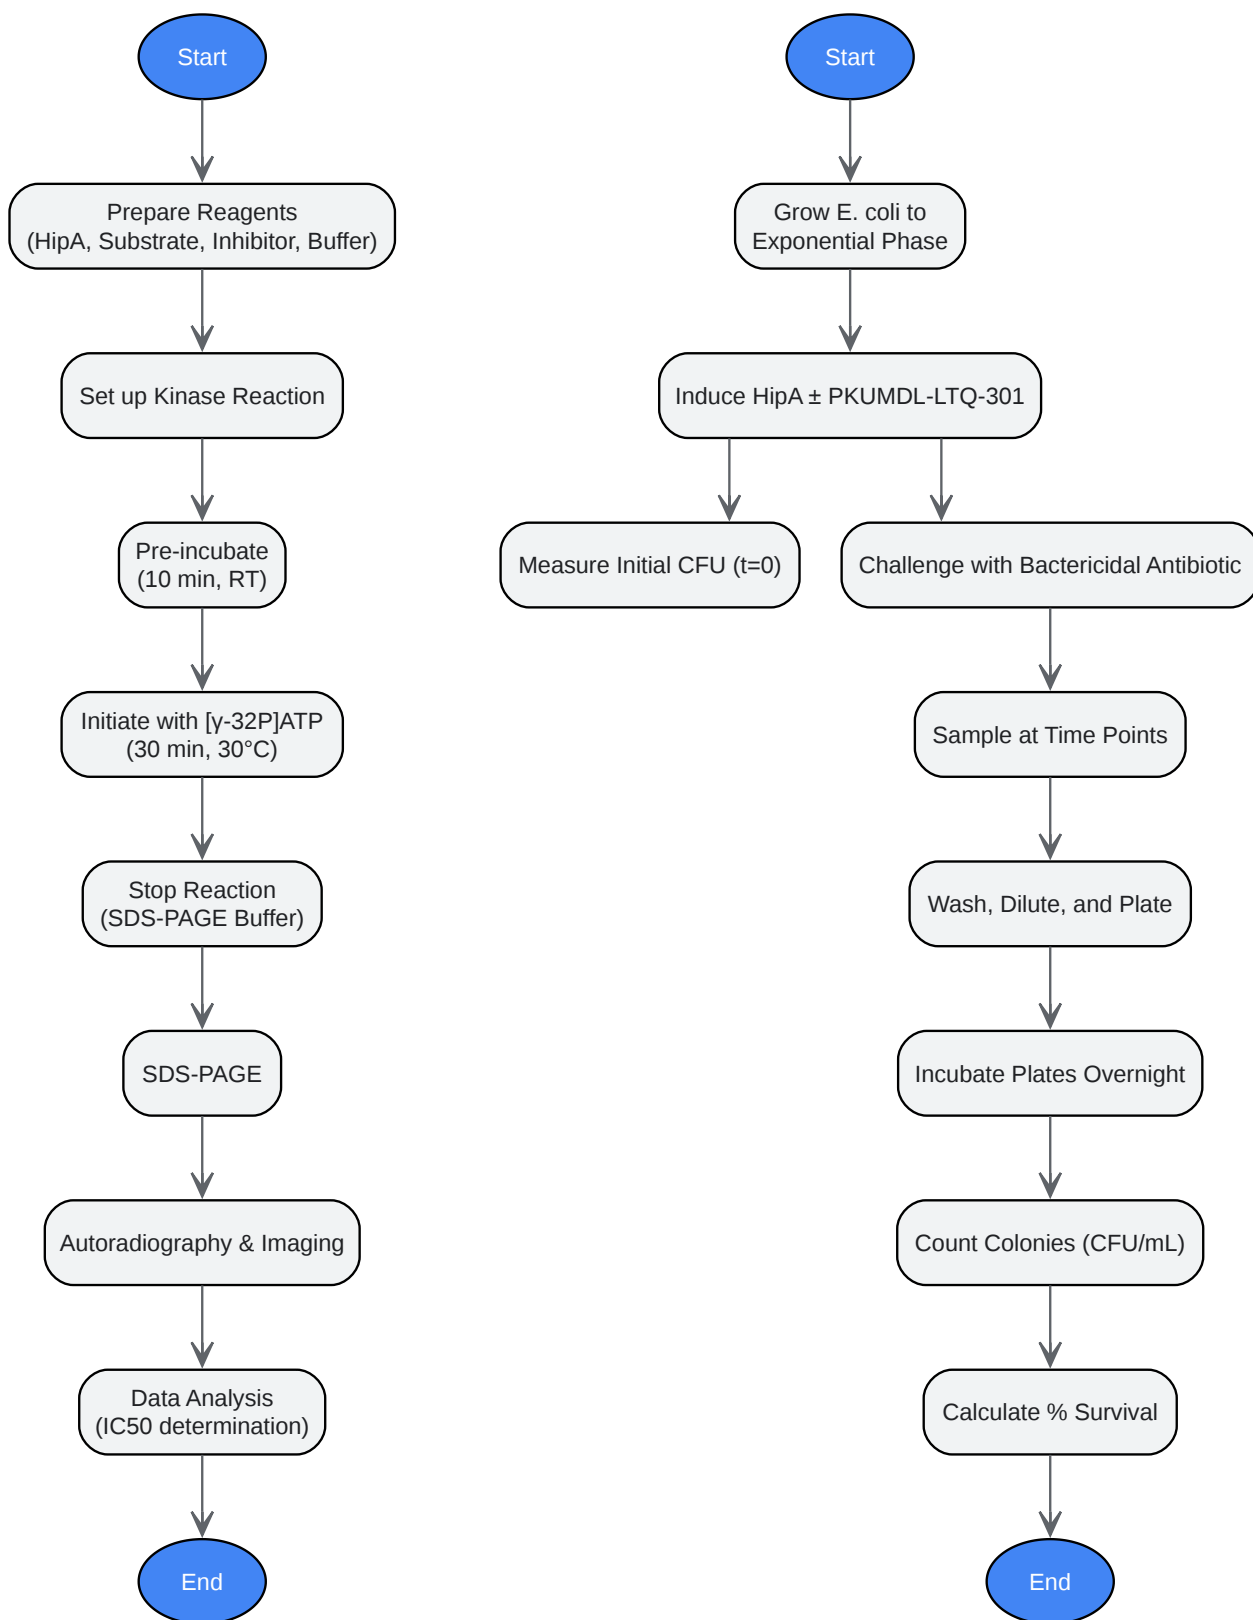 Start
Prepare Reagents
(HipA, Substrate, Inhibitor, Buffer)
Set up Kinase Reaction
Pre-incubate
(10 min, RT)
Initiate with [γ-32P]ATP
(30 min, 30°C)
Stop Reaction
(SDS-PAGE Buffer)
SDS-PAGE
Autoradiography & Imaging
Data Analysis
(IC50 determination)
End
Start
Grow E. coli to
Exponential Phase
Induce HipA ± PKUMDL-LTQ-301
Measure Initial CFU (t=0)
Challenge with Bactericidal Antibiotic
Sample at Time Points
Wash, Dilute, and Plate
Incubate Plates Overnight
Count Colonies (CFU/mL)
Calculate % Survival
End